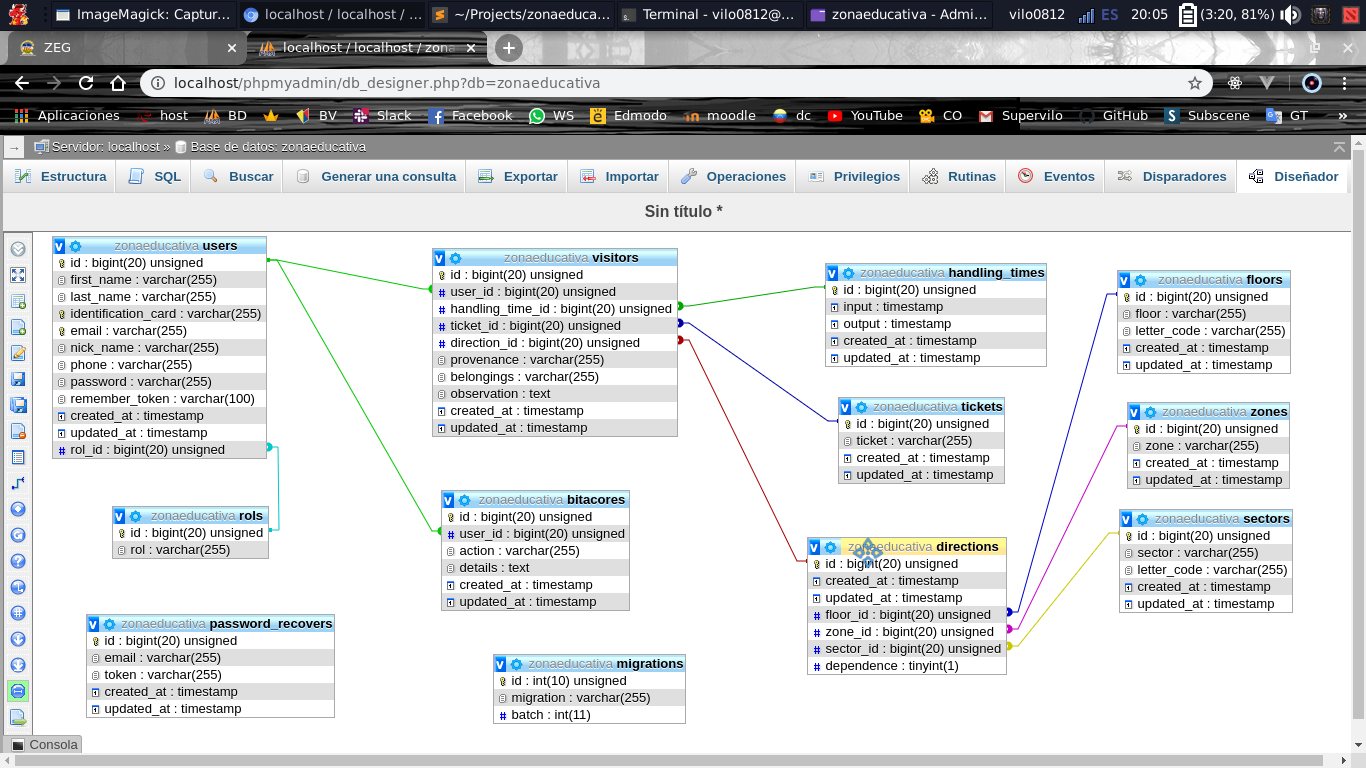 ImageMagick: Captur...
localhost / localhost / ...
~/Projects/zonaeduca...
Terminal - vilo0812@...
zonaeducativa - Admi...
vilo0812
ES
20:05
(3:20, 81%)
ZEG
localhost / localhost / zona
localhost/phpmyadmin/db_designer.php?db=zonaeducativa
Aplicaciones
host
BD
BV
Slack
Facebook
WS
Edmodo
moodle
dc
YouTube
CO
Supervilo
GitHub
Subscene
GT
»
Servidor: localhost » Base de datos: zonaeducativa
Estructura
SQL
Buscar
Generar una consulta
Exportar
Importar
Operaciones
Privilegios
Rutinas
Eventos
Disparadores
Diseñador
Sin título *
zonaeducativa users
id : bigint(20) unsigned
first_name : varchar(255)
last_name : varchar(255)
identification_card : varchar(255)
email : varchar(255)
nick_name : varchar(255)
phone : varchar(255)
password : varchar(255)
remember_token : varchar(100)
created_at : timestamp
updated_at : timestamp
rol_id : bigint(20) unsigned
zonaeducativa rols
id : bigint(20) unsigned
rol : varchar(255)
zonaeducativa password_recovers
id : bigint(20) unsigned
email : varchar(255)
token : varchar(255)
created_at : timestamp
updated_at : timestamp
zonaeducativa visitors
id : bigint(20) unsigned
user_id : bigint(20) unsigned
handling_time_id : bigint(20) unsigned
ticket_id : bigint(20) unsigned
direction_id : bigint(20) unsigned
provenance : varchar(255)
belongings : varchar(255)
observation : text
created_at : timestamp
updated_at : timestamp
zonaeducativa bitacores
id : bigint(20) unsigned
user_id : bigint(20) unsigned
action : varchar(255)
details : text
created_at : timestamp
updated_at : timestamp
zonaeducativa migrations
id : int(10) unsigned
migration : varchar(255)
batch : int(11)
zonaeducativa handling_times
id : bigint(20) unsigned
input : timestamp
output : timestamp
created_at : timestamp
updated_at : timestamp
zonaeducativa tickets
id : bigint(20) unsigned
ticket : varchar(255)
created_at : timestamp
updated_at : timestamp
zonaeducativa directions
id : bigint(20) unsigned
created_at : timestamp
updated_at : timestamp
floor_id : bigint(20) unsigned
zone_id : bigint(20) unsigned
sector_id : bigint(20) unsigned
dependence : tinyint(1)
zonaeducativa floors
id : bigint(20) unsigned
floor : varchar(255)
letter_code : varchar(255)
created_at : timestamp
updated_at : timestamp
zonaeducativa zones
id : bigint(20) unsigned
zone : varchar(255)
created_at : timestamp
updated_at : timestamp
zonaeducativa sectors
id : bigint(20) unsigned
sector : varchar(255)
letter_code : varchar(255)
created_at : timestamp
updated_at : timestamp
Consola